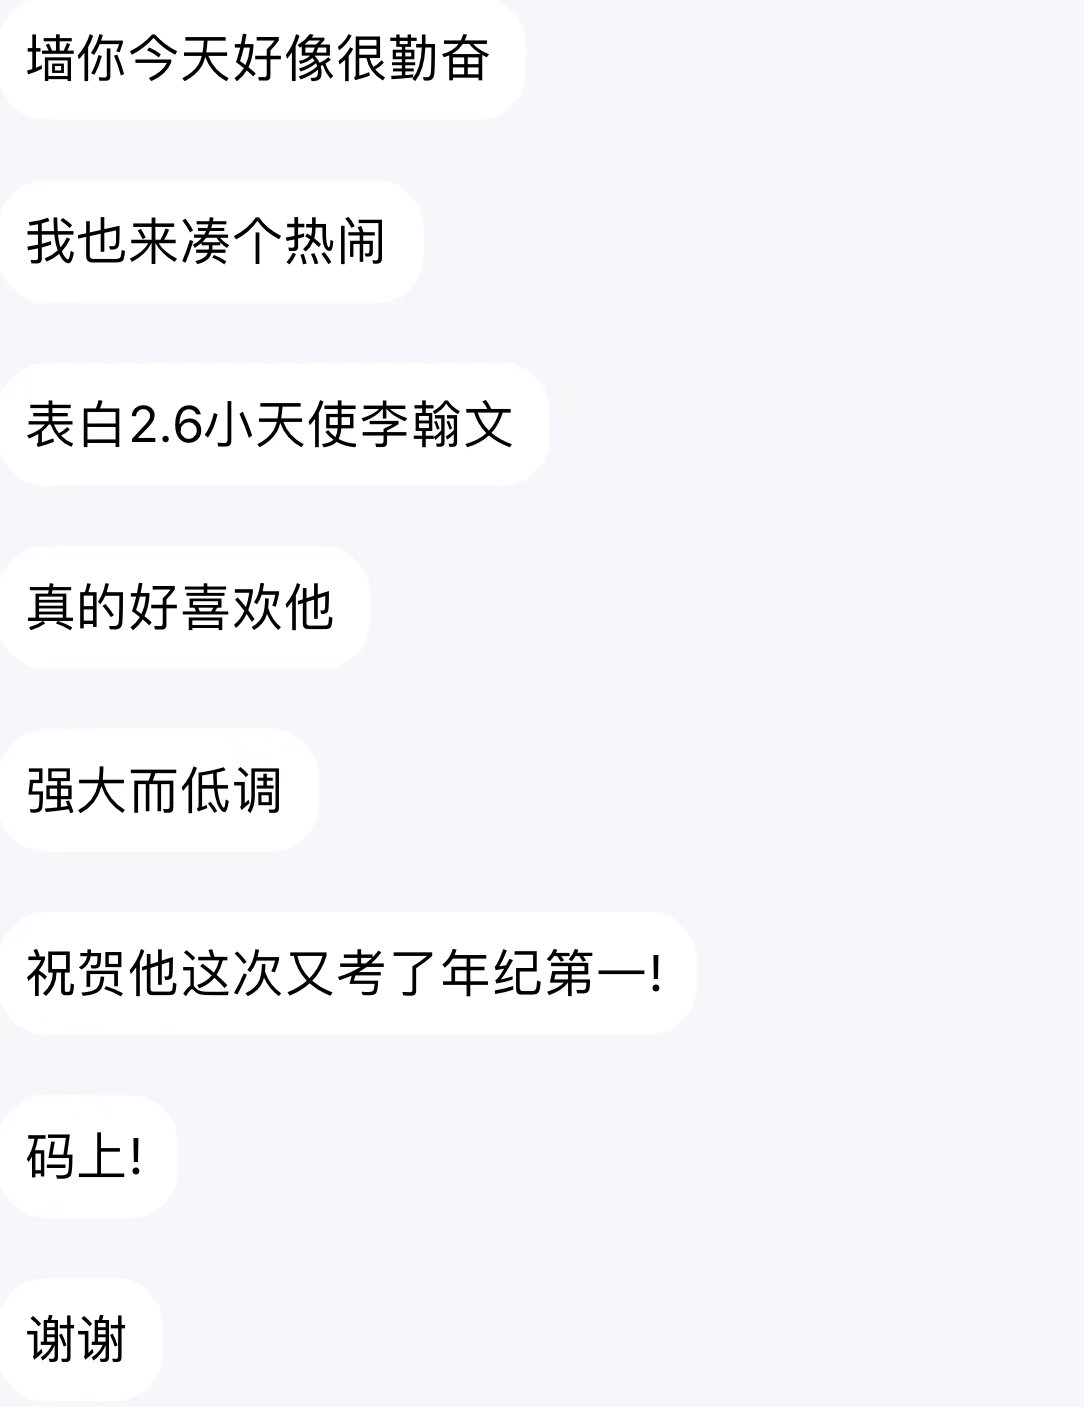 墙你今天好像很勤奋
我也来凑个热闹
表白2.6小天使李翰文
真的好喜欢他
强大而低调
祝贺他这次又考了年纪第一!
码上!
谢谢